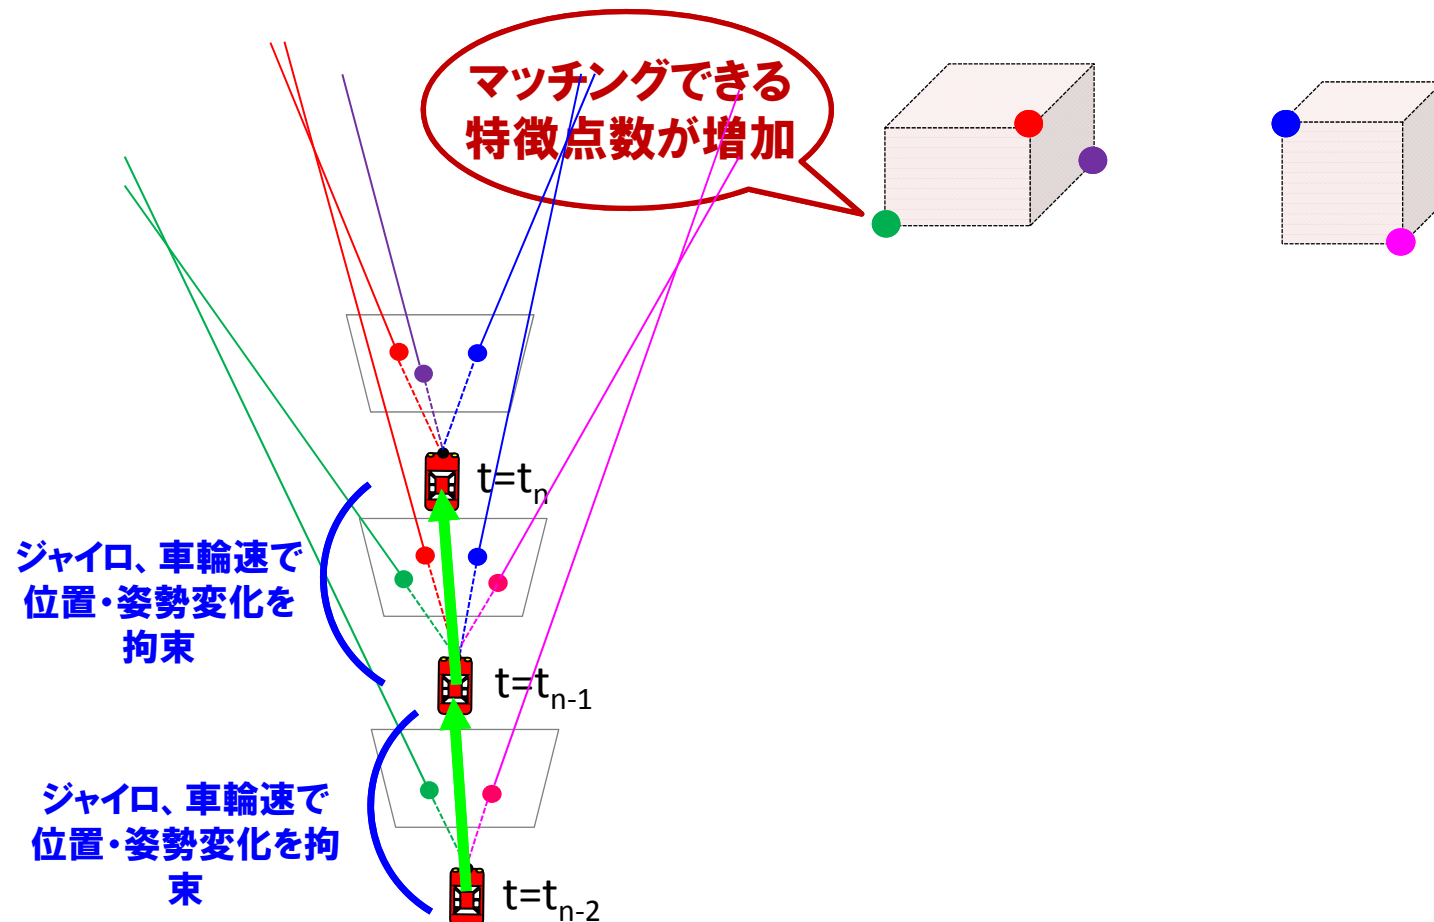 マッチングできる
特徴点数が増加
t=tn
ジャイロ、車輪速で
位置・姿勢変化を
拘束
t=tn-1
ジャイロ、車輪速で
位置・姿勢変化を拘
束
t=tn-2